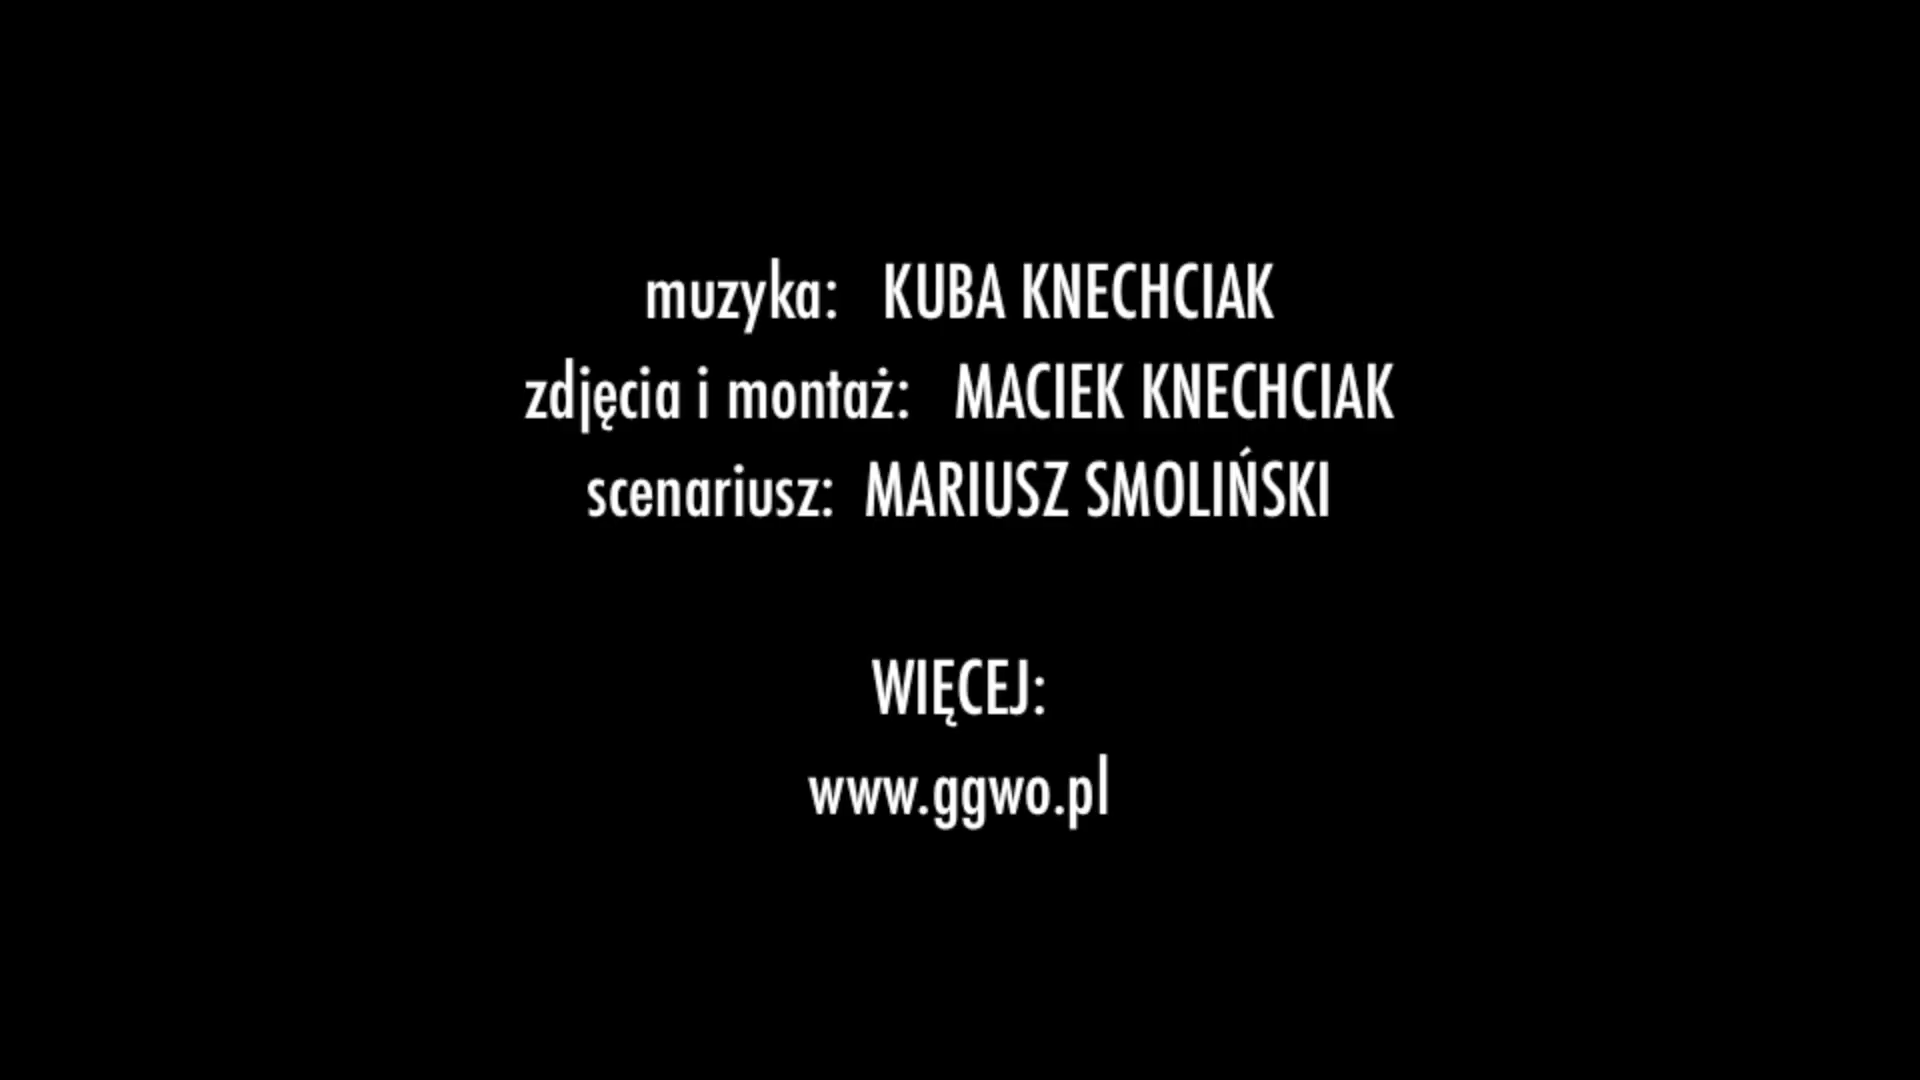 muzyka: KUBA KNECHCIAK
zdjęcia i montaż: MACIEK KNECHCIAK
scenariusz: MARIUSZ SMOLIŃSKI
WIĘCEJ:
www.ggwo.pl